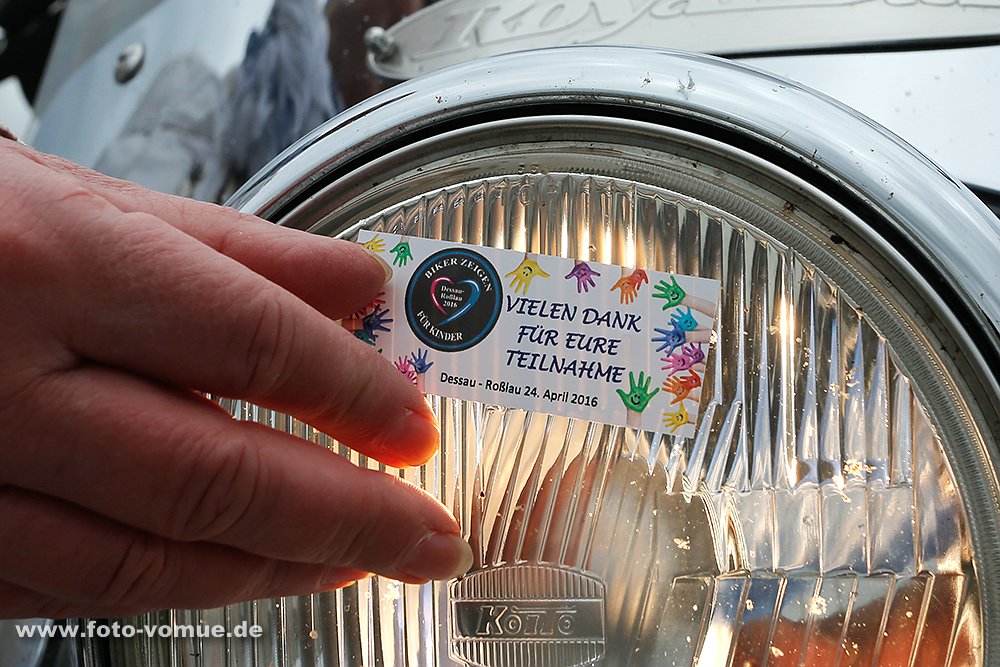 BIKER ZEIGEN
Dessau-
Roßlau
2016
FÜR KINDER
VIELEN DANK
FÜR EURE
TEILNAHME
Dessau - Roßlau 24. April 2016
www.foto-vomue.de